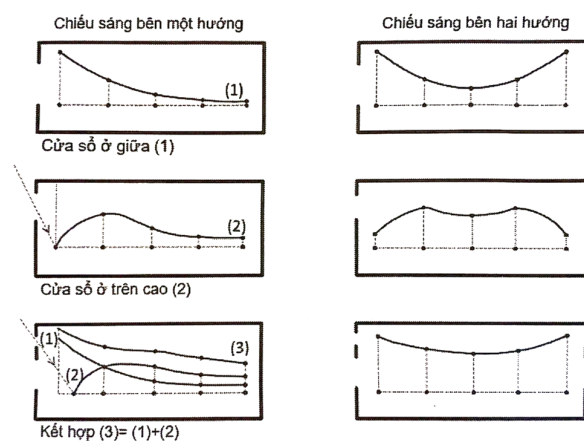 Chiếu sáng bên một hướng
Chiếu sáng bên hai hướng
(1)
Cửa sổ ở giữa (1)
(2)
Cửa sổ ở trên cao (2)
(1)
(2)
(3)
Kết hợp (3)= (1)+(2)